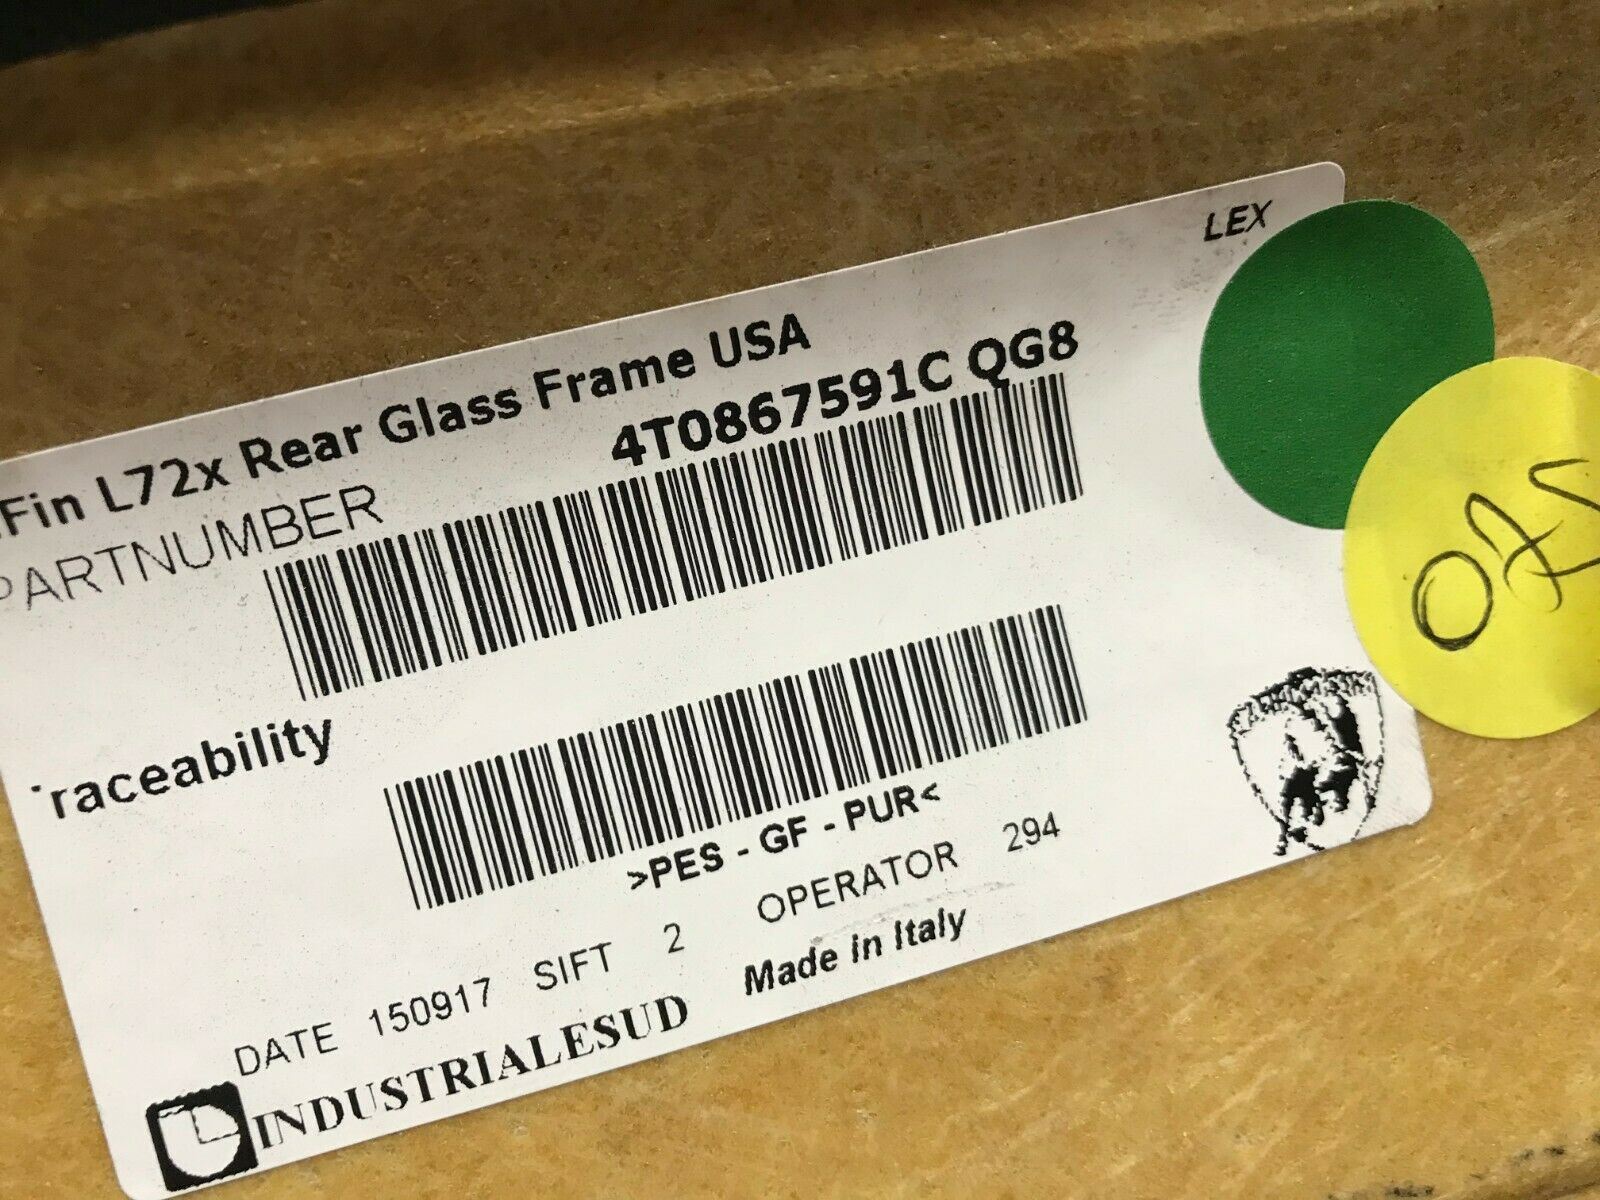 LEX
.Fin L72x Rear Glass Frame USA
PARTNUMBER 4T0867591C QG8
raceability
>PES - GF - PUR<
DATE 150917 SIFT 2 OPERATOR 294
INDUSTRIALESUD Made in Italy